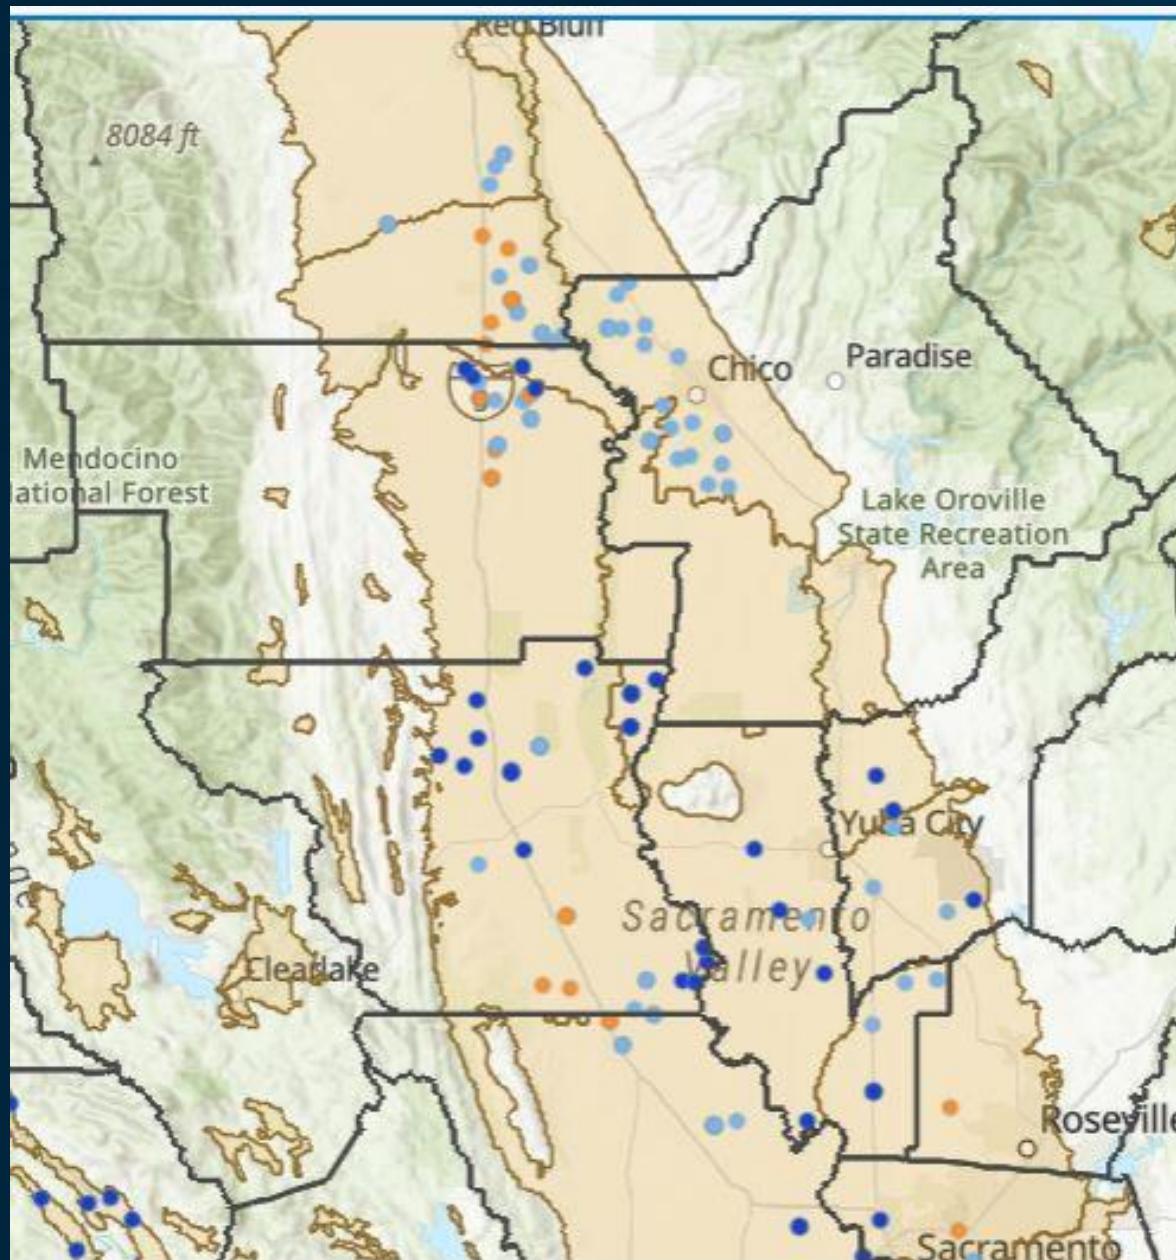 Red Bluff
8084 ft
Chico
Paradise
Mendocino
National Forest
Lake Oroville
State Recreation
Area
Yuba City
Sacramento
Valley
Clearlake
Roseville
Sacramento